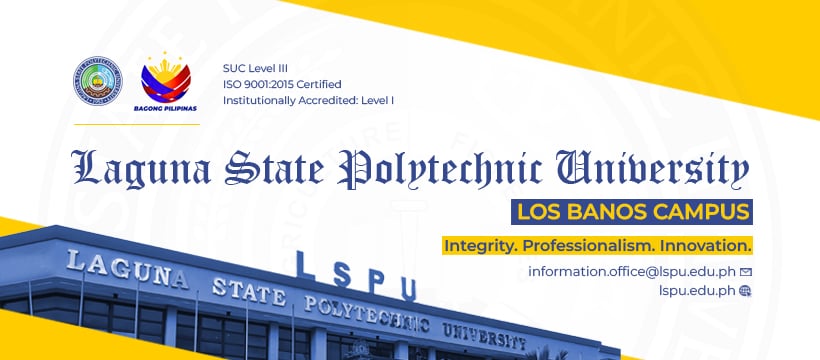 SUC Level III
ISO 9001:2015 Certified
Institutionally Accredited: Level I
BAGONG PILIPINAS
Laguna State Polytechnic University
LOS BANOS CAMPUS
Integrity. Professionalism. Innovation.
information.office@lspu.edu.ph
lspu.edu.ph
LSPU
LAGUNA STATE POLYTECHNIC UNIVERSITY